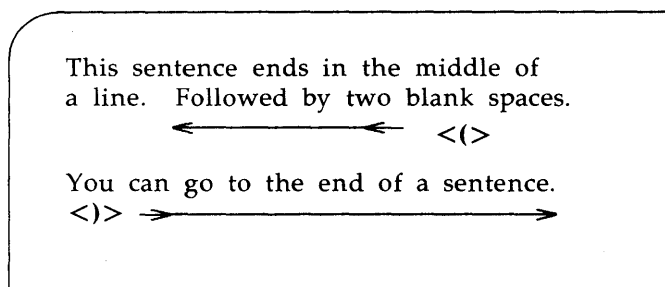 This sentence ends in the middle of
a line.  Followed by two blank spaces.
<(>
You can go to the end of a sentence.
<)>